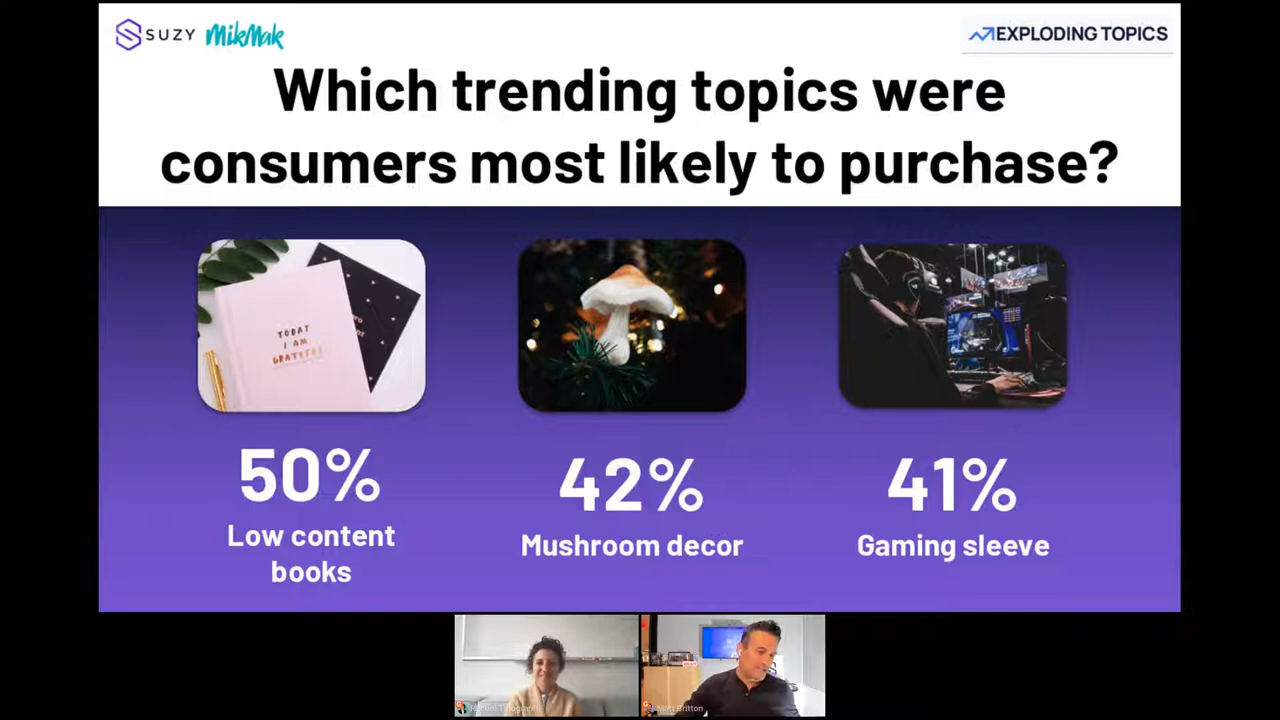 SUZY MikMak
EXPLODING TOPICS
Which trending topics were
consumers most likely to purchase?
TODAY
I AM
GRATEFUL
50%
Low content
books
42%
Mushroom decor
41%
Gaming sleeve
Matt Britton